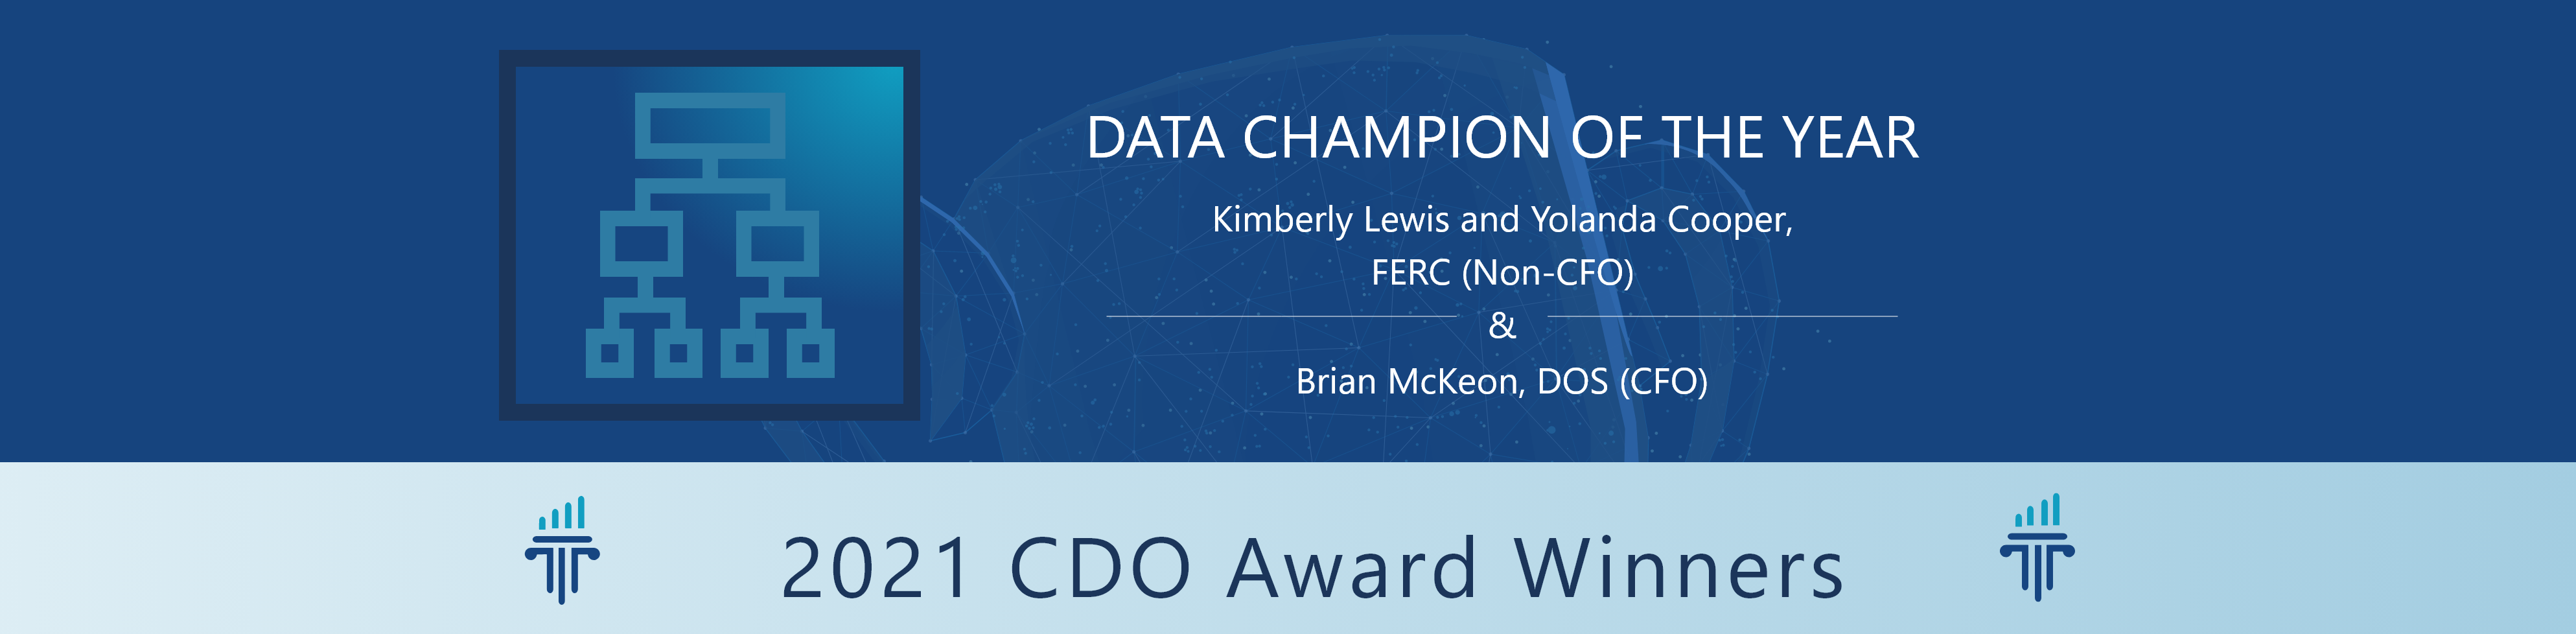 DATA CHAMPION OF THE YEAR
Kimberly Lewis and Yolanda Cooper,
FERC (Non-CFO)
&
Brian McKeon, DOS (CFO)
2021 CDO Award Winners